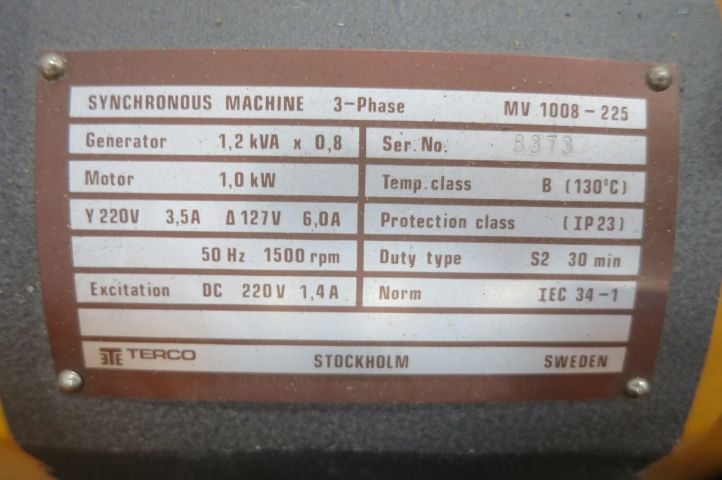 SYNCHRONOUS MACHINE 3-Phase MV 1008-225
Generator 1,2 kVA x 0,8 Ser. No. 8373
Motor 1,0 kW Temp. class B (130°C)
Y 220V 3,5A Δ 127V 6,0A Protection class (IP23)
50 Hz 1500 rpm Duty type S2 30 min
Excitation DC 220V 1,4A Norm IEC 34-1
TERCO STOCKHOLM SWEDEN